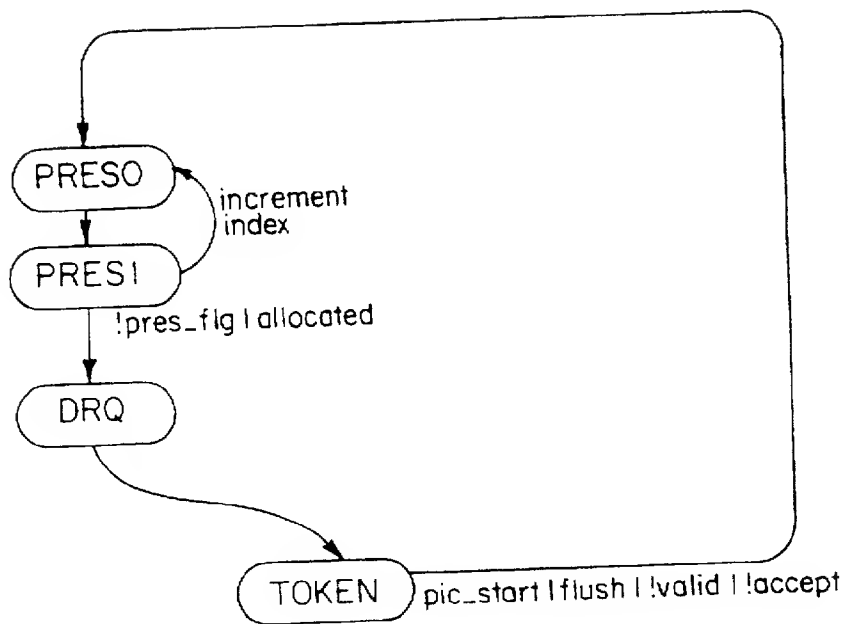 PRES0
increment
index
PRES1
!pres_flg | allocated
DRQ
TOKEN
pic_start | flush | !valid | !accept